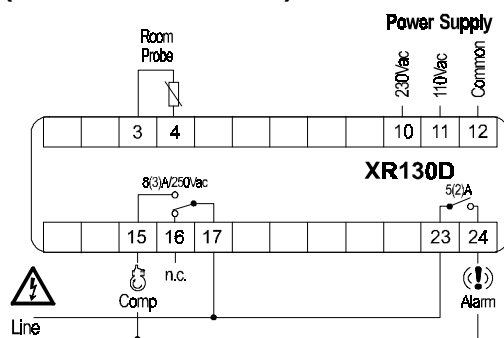 Power Supply
Room
Probe
230Vac
110Vac
Common
3 4 10 11 12
XR130D
8(3)A/250Vac
5(2)A
15 16 17 23 24
n.c.
Comp
Alarm
Line